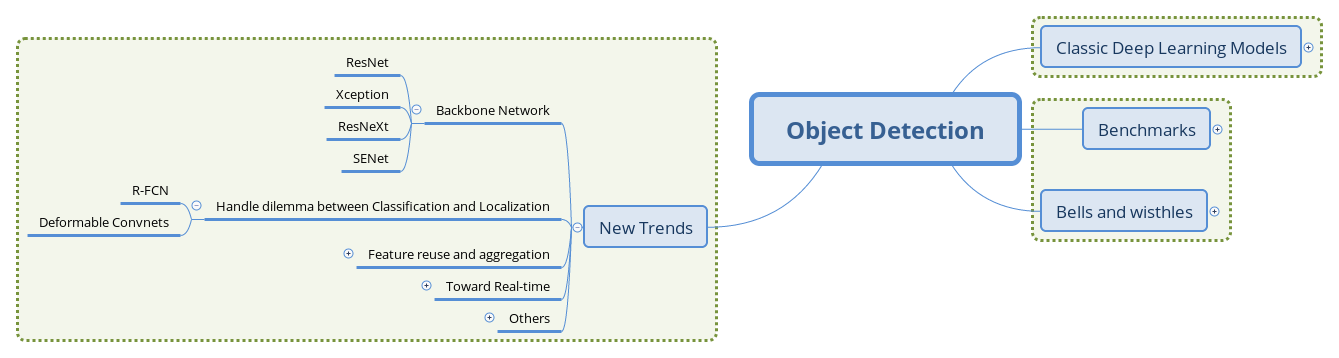 Object Detection
Classic Deep Learning Models
Benchmarks
Bells and wisthles
New Trends
Backbone Network
ResNet
Xception
ResNeXt
SENet
Handle dilemma between Classification and Localization
R-FCN
Deformable Convnets
Feature reuse and aggregation
Toward Real-time
Others